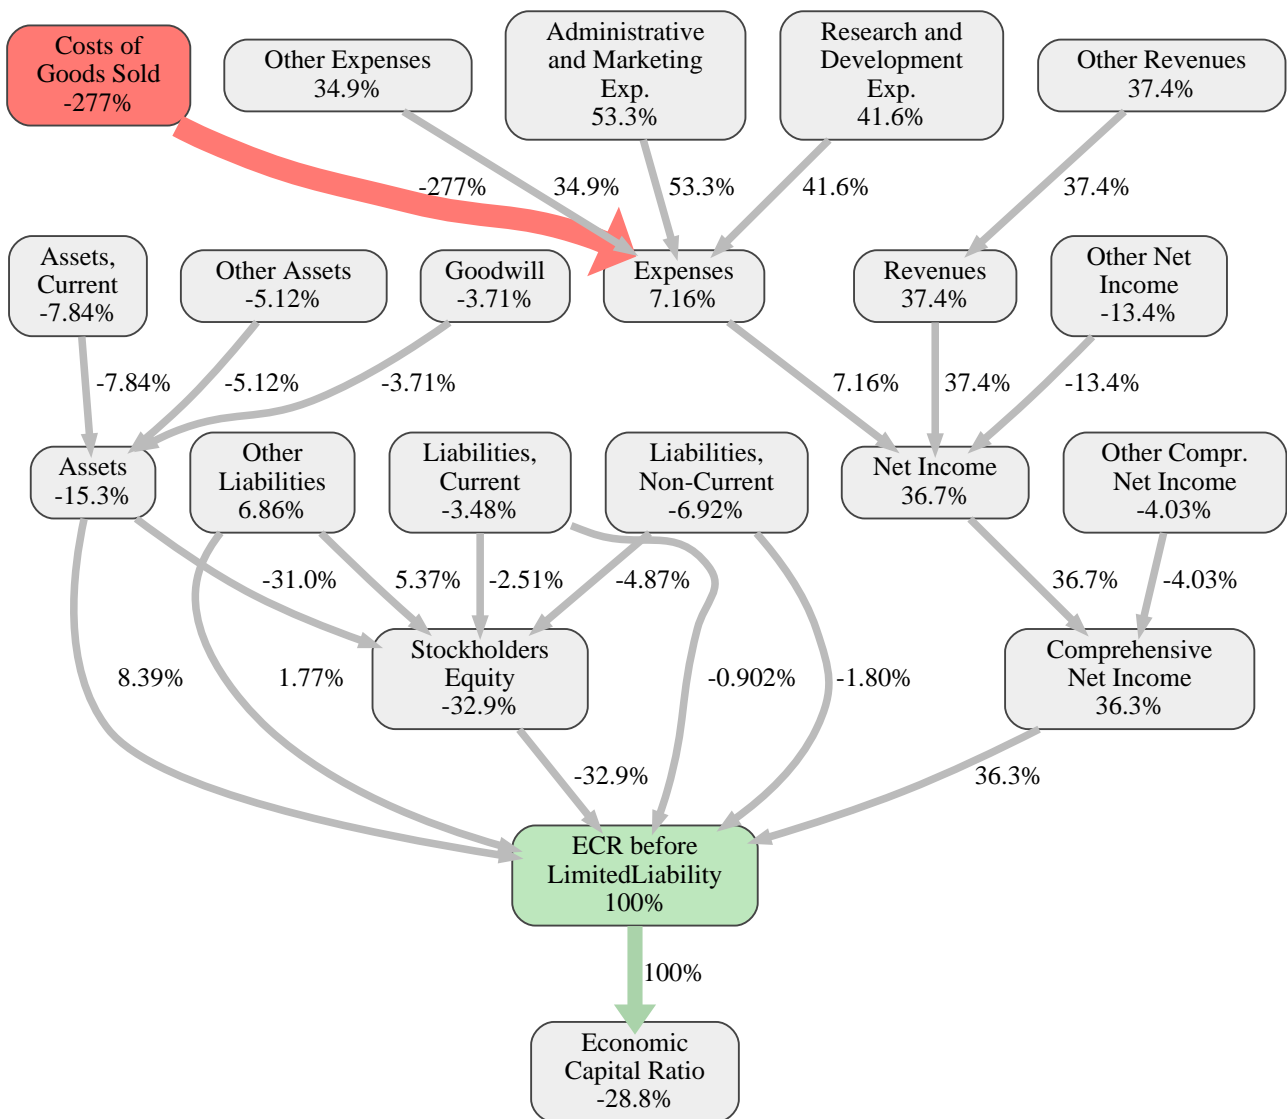 Costs of
Goods Sold
-277%
Other Expenses
34.9%
Administrative
and Marketing
Exp.
53.3%
Research and
Development
Exp.
41.6%
Other Revenues
37.4%
-277%
34.9%
53.3%
41.6%
37.4%
Assets,
Current
-7.84%
Other Assets
-5.12%
Goodwill
-3.71%
Expenses
7.16%
Revenues
37.4%
Other Net
Income
-13.4%
-7.84%
-5.12%
-3.71%
7.16%
37.4%
-13.4%
Assets
-15.3%
Other
Liabilities
6.86%
Liabilities,
Current
-3.48%
Liabilities,
Non-Current
-6.92%
Net Income
36.7%
Other Compr.
Net Income
-4.03%
-31.0%
5.37%
-2.51%
-4.87%
36.7%
-4.03%
8.39%
1.77%
Stockholders
Equity
-32.9%
-0.902%
-1.80%
Comprehensive
Net Income
36.3%
-32.9%
36.3%
ECR before
LimitedLiability
100%
100%
Economic
Capital Ratio
-28.8%